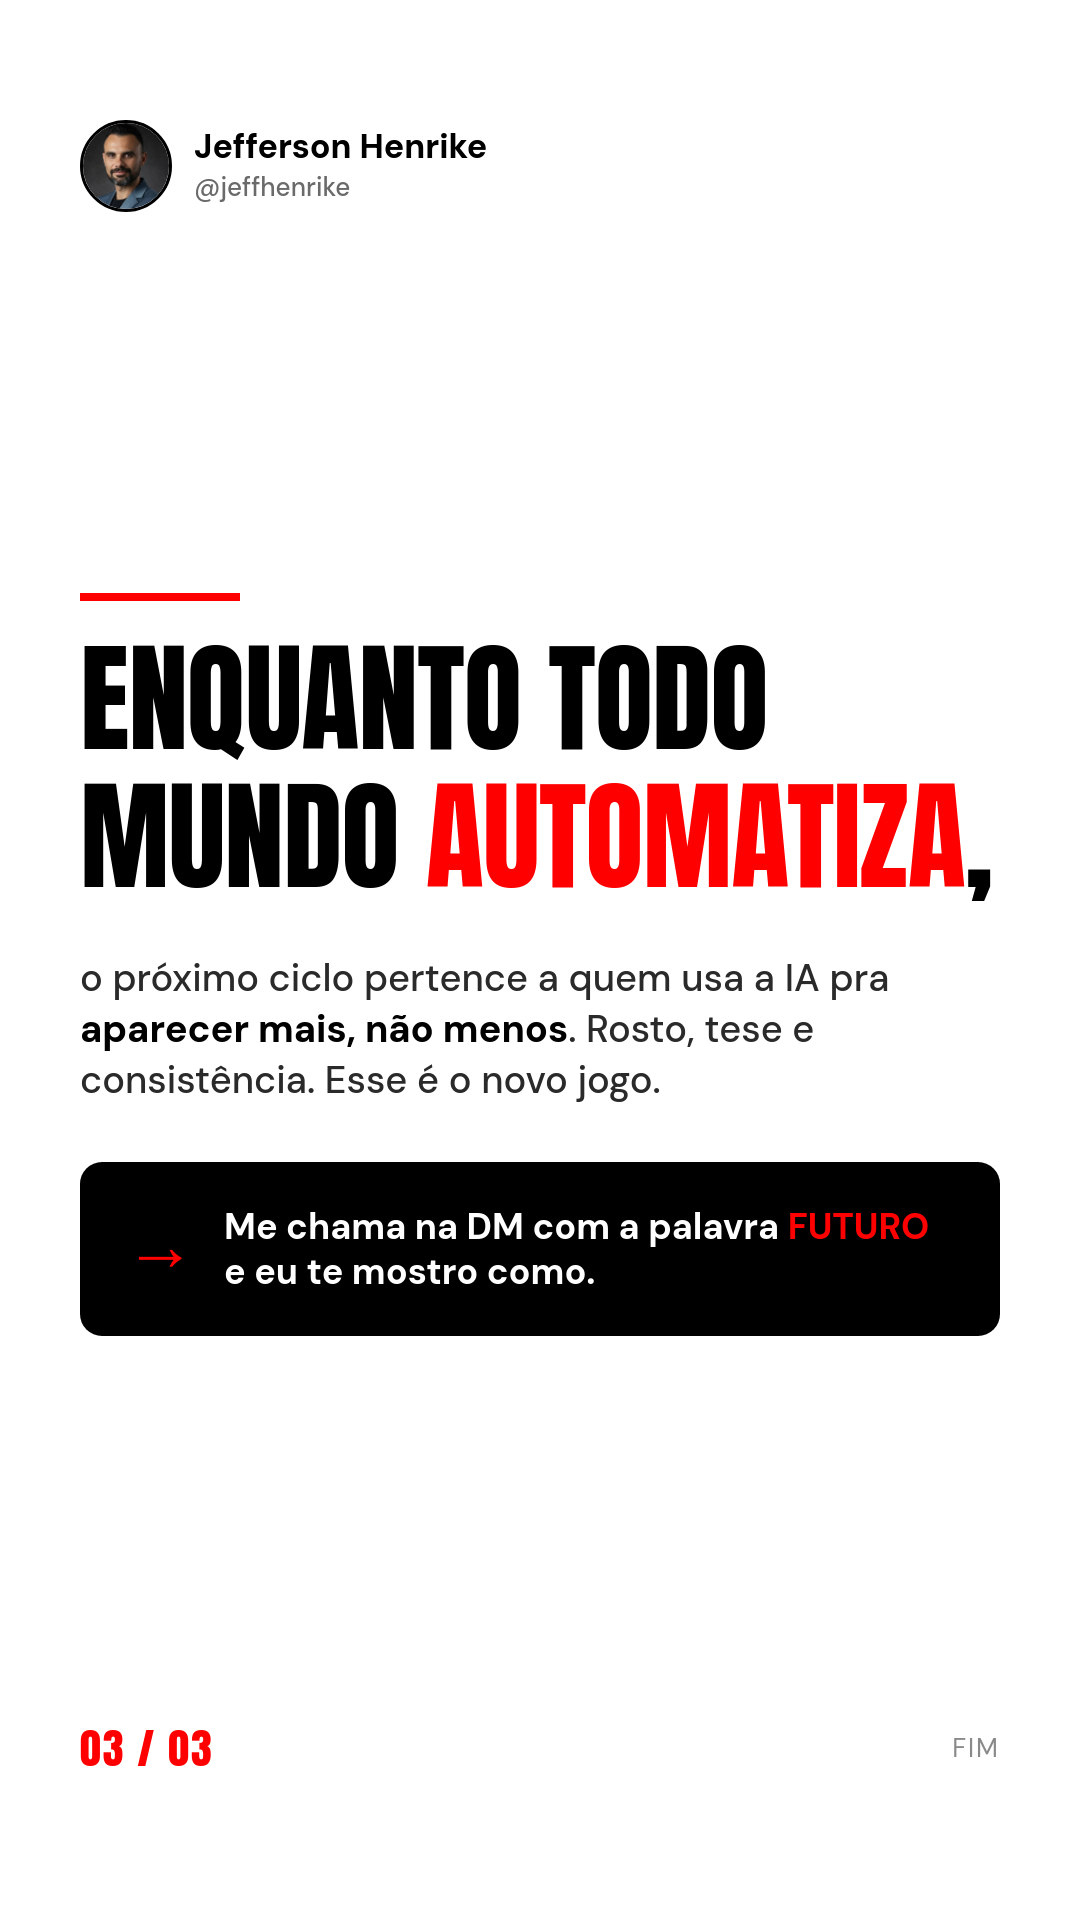 Jefferson Henrike
@jeffhenrike
ENQUANTO TODO
MUNDO AUTOMATIZA,
o próximo ciclo pertence a quem usa a IA pra
aparecer mais, não menos. Rosto, tese e
consistência. Esse é o novo jogo.
→ Me chama na DM com a palavra FUTURO
e eu te mostro como.
03 / 03
FIM